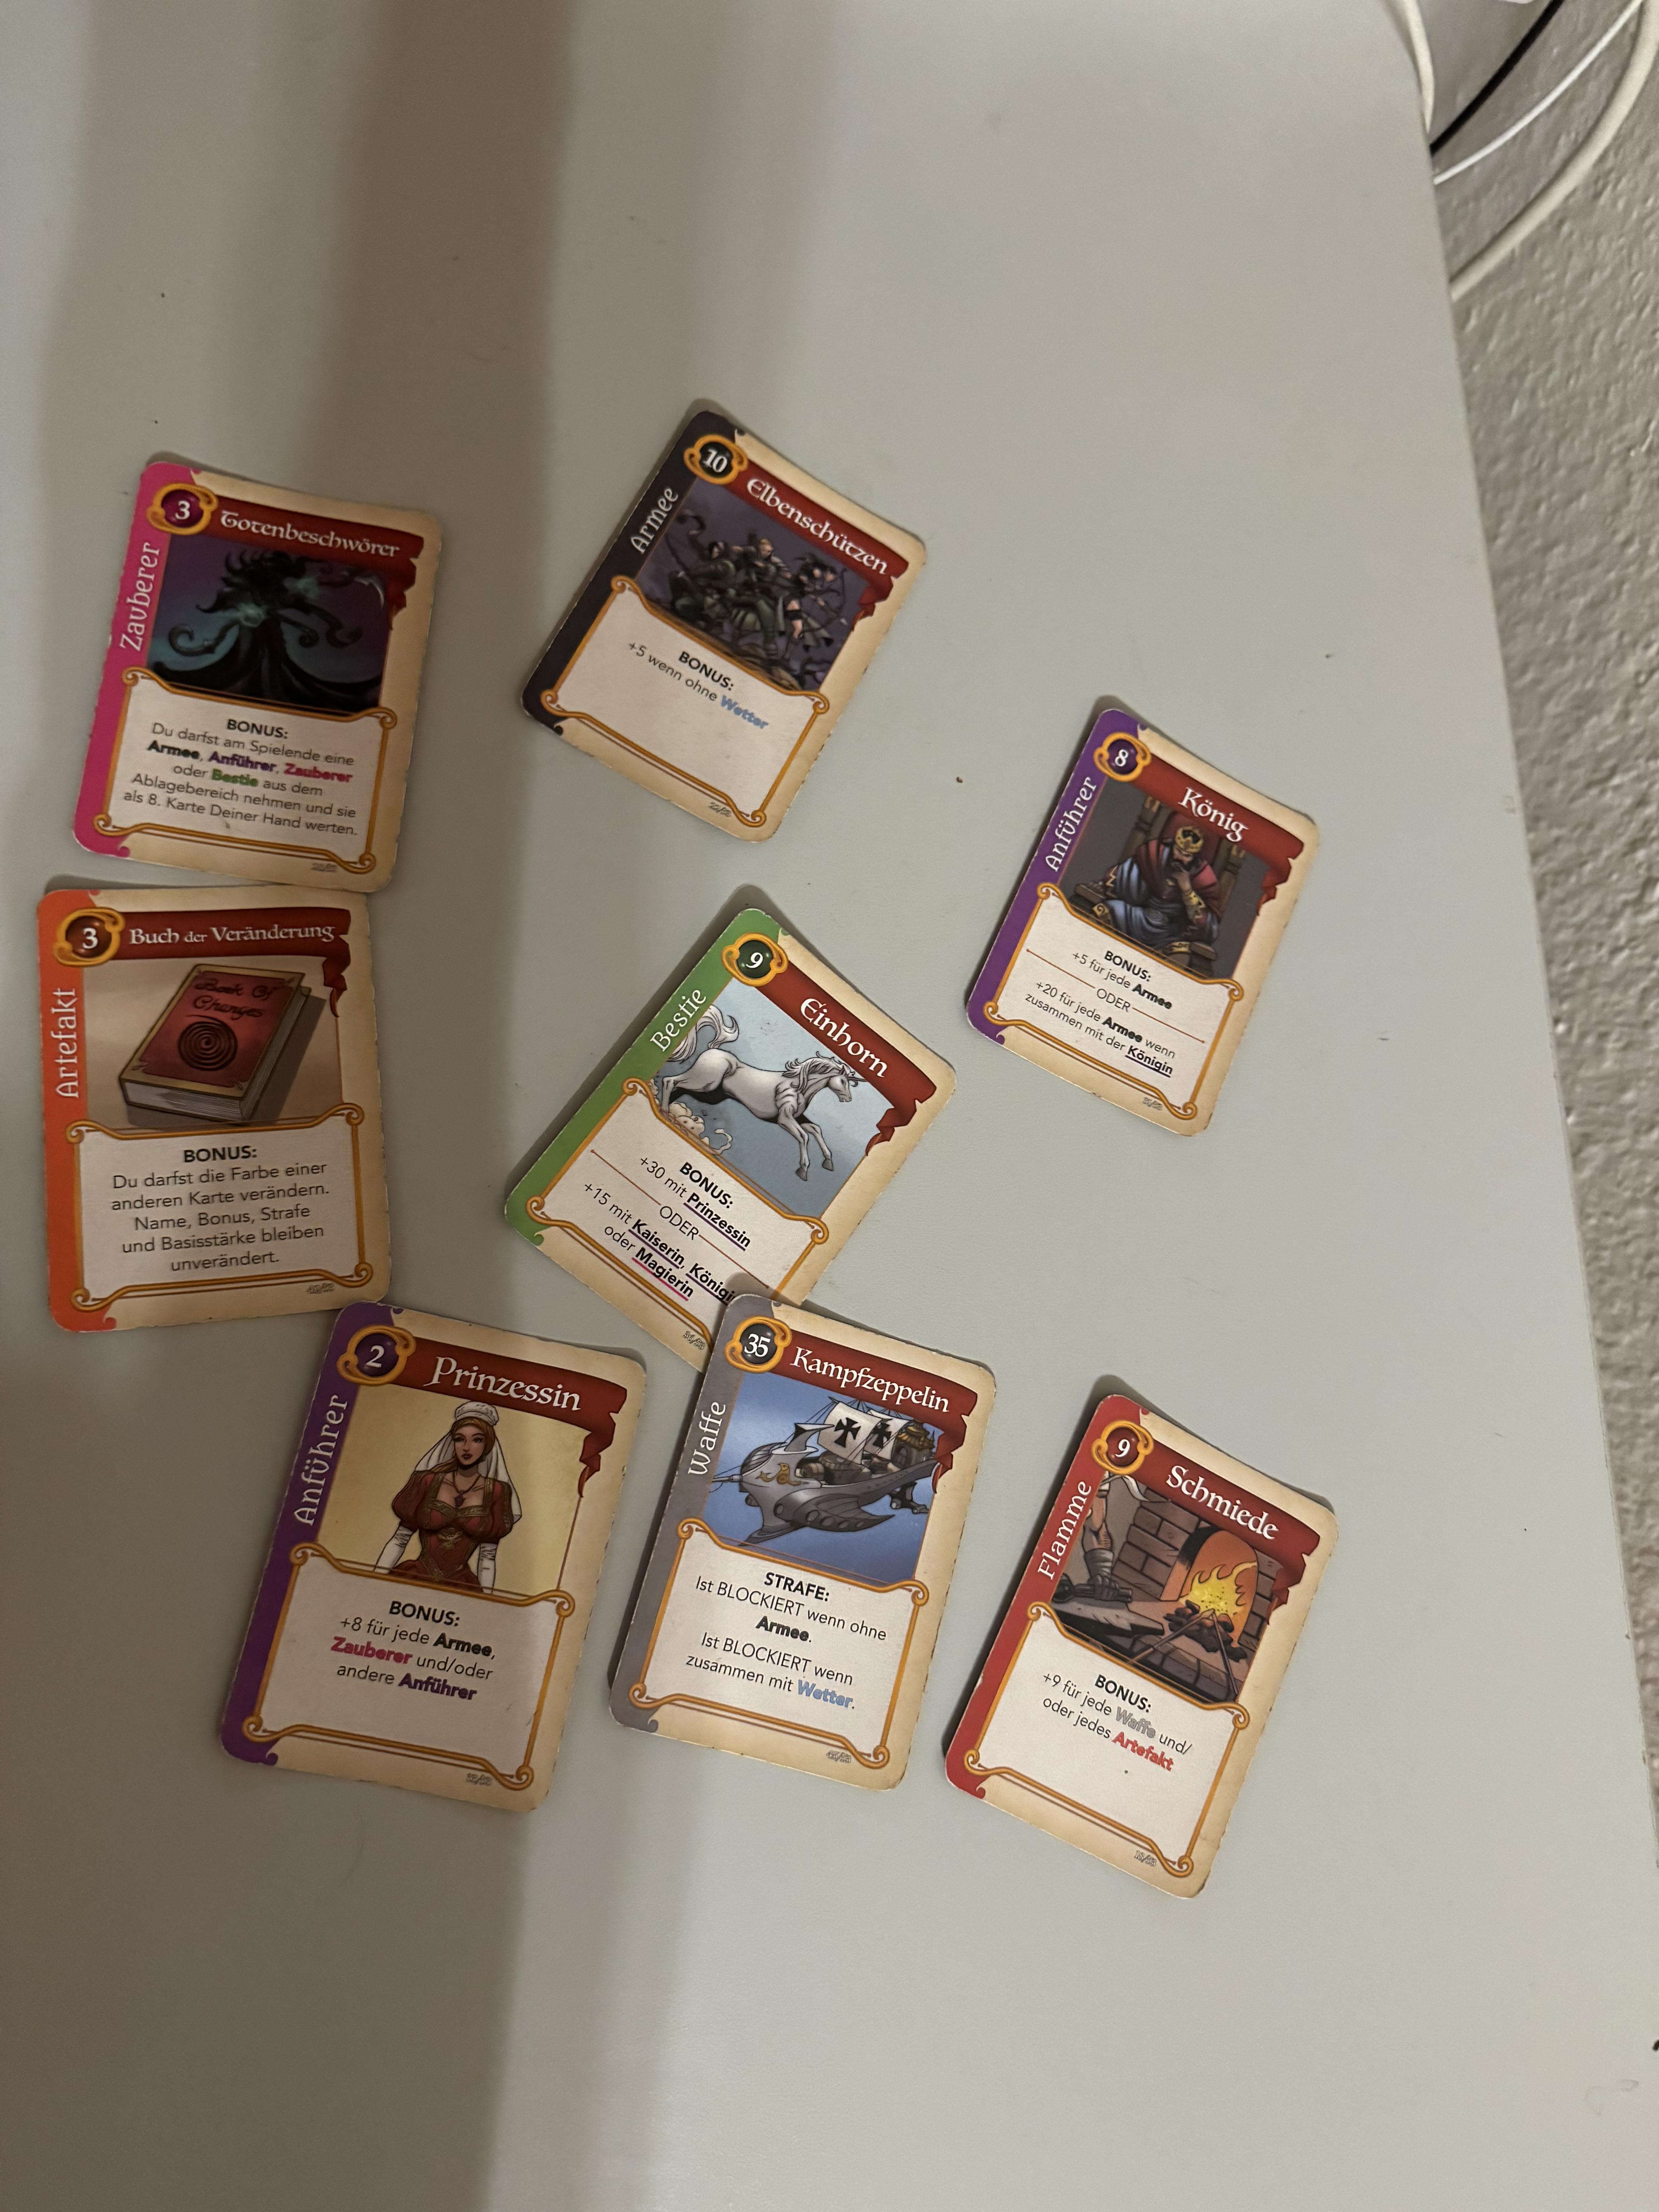 3
Totenbeschwörer
Zauberer
BONUS:
Du darfst am Spielende eine
Armee, Anführer, Zauberer
oder Bestie aus dem
Ablagebereich nehmen und sie
als 8. Karte Deiner Hand werten.
10
Elbenschützen
Armee
BONUS:
+5 wenn ohne Wetter
8
König
Anführer
BONUS:
+5 für jede Armee
ODER
+20 für jede Armee wenn
zusammen mit der Königin
3
Buch der Veränderung
Artefakt
Book Of
Changes
BONUS:
Du darfst die Farbe einer
anderen Karte verändern.
Name, Bonus, Strafe
und Basisstärke bleiben
unverändert.
9
Einhorn
Bestie
BONUS:
+30 mit Prinzessin
ODER
+15 mit Kaiserin, Königi
oder Magierin
2
Prinzessin
Anführer
BONUS:
+8 für jede Armee,
Zauberer und/oder
andere Anführer
35
Kampfzeppelin
Waffe
STRAFE:
Ist BLOCKIERT wenn ohne
Armee.
Ist BLOCKIERT wenn
zusammen mit Wetter.
9
Schmiede
Flamme
BONUS:
+9 für jede Waffe und/
oder jedes Artefakt